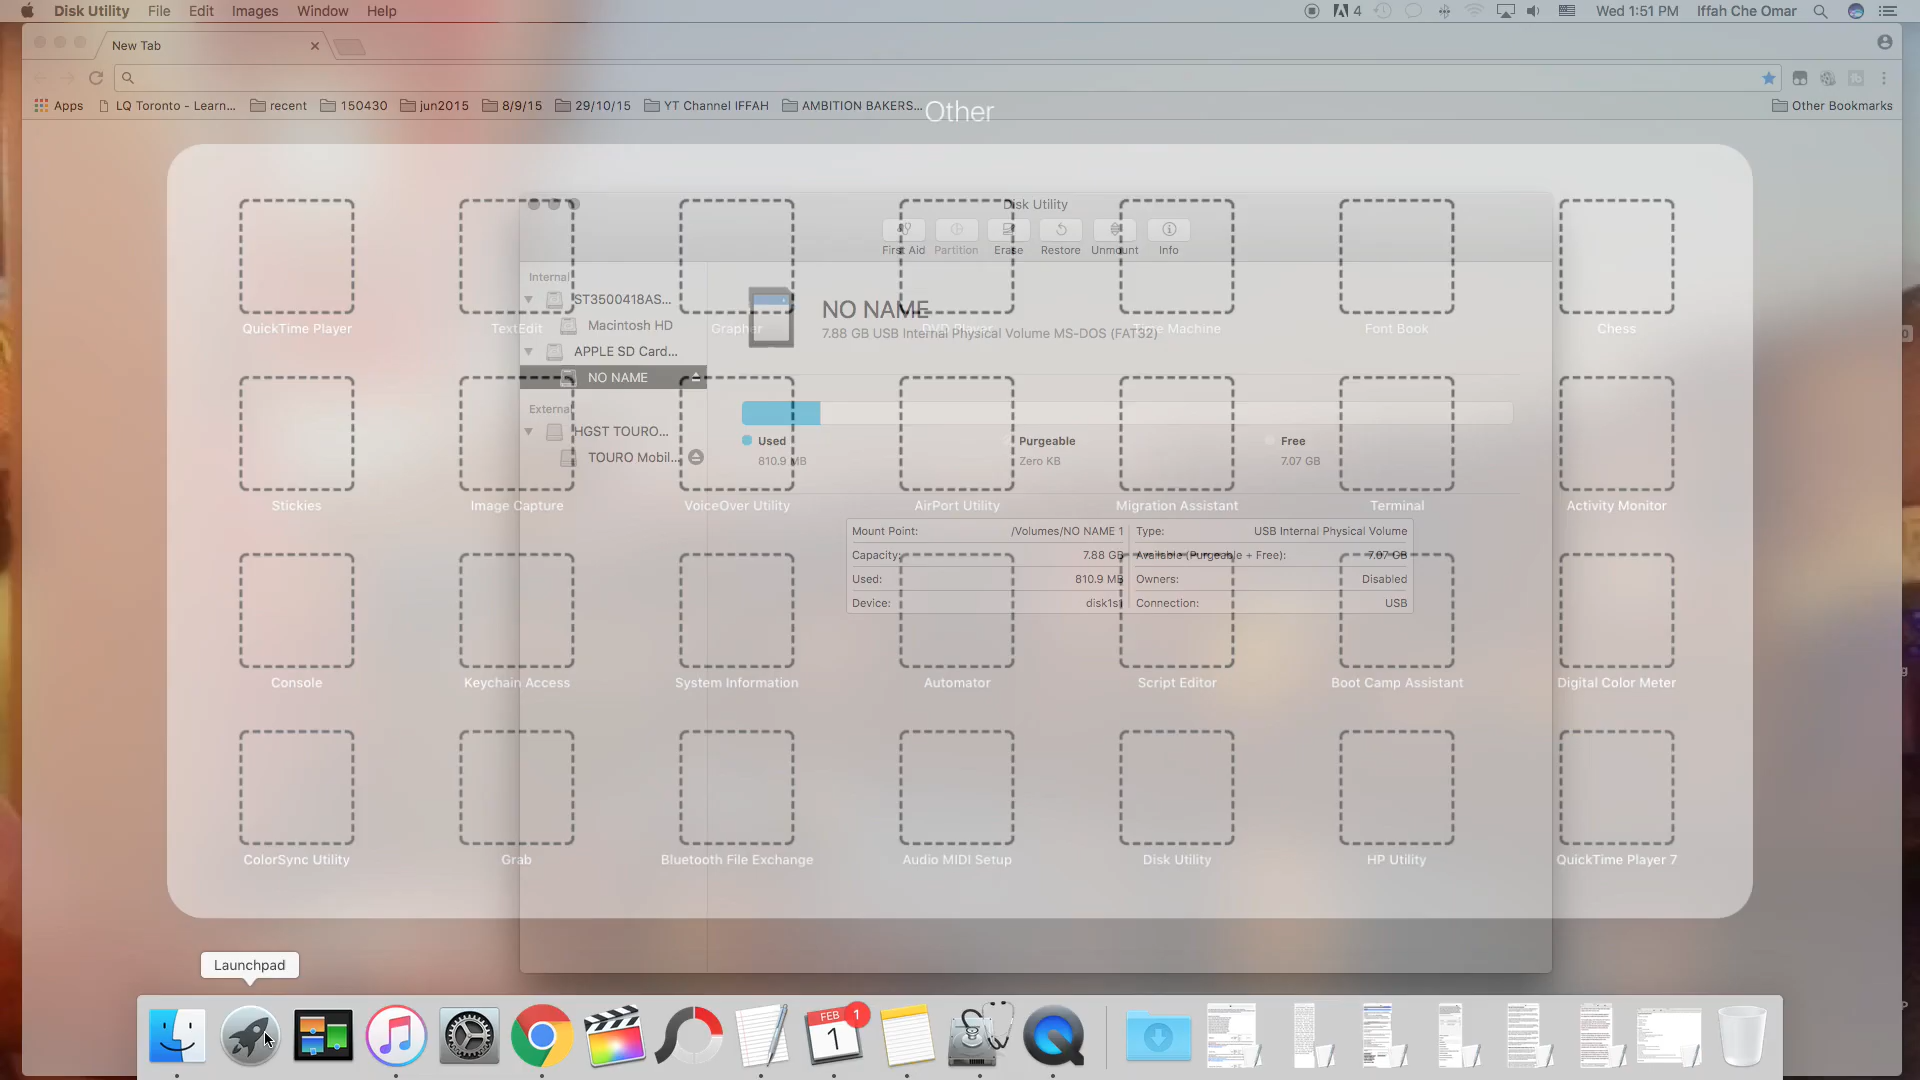 Disk Utility File Edit Images Window Help 4 Wed 1:51 PM Iffah Che Omar
New Tab
Apps LQ Toronto - Learn... recent 150430 jun2015 8/9/15 29/10/15 YT Channel IFFAH AMBITION BAKERS... Other Bookmarks
Other
Disk Utility
First Aid Partition Erase Restore Unmount Info
Internal
ST3500418AS...
Macintosh HD
APPLE SD Card...
NO NAME
External
HGST TOURO...
TOURO Mobil...
NO NAME
7.88 GB USB Internal Physical Volume MS-DOS (FAT32)
Used Purgeable Free
810.9 MB Zero KB 7.07 GB
Mount Point: /Volumes/NO NAME 1 Type: USB Internal Physical Volume
Capacity: 7.88 GB Available (Purgeable + Free): 7.07 GB
Used: 810.9 MB Owners: Disabled
Device: disk1s1 Connection: USB
QuickTime Player TextEdit Grapher DVD Player Time Machine Font Book Chess
Stickies Image Capture VoiceOver Utility AirPort Utility Migration Assistant Terminal Activity Monitor
Console Keychain Access System Information Automator Script Editor Boot Camp Assistant Digital Color Meter
ColorSync Utility Grab Bluetooth File Exchange Audio MIDI Setup Disk Utility HP Utility QuickTime Player 7
Launchpad
FEB 1
1